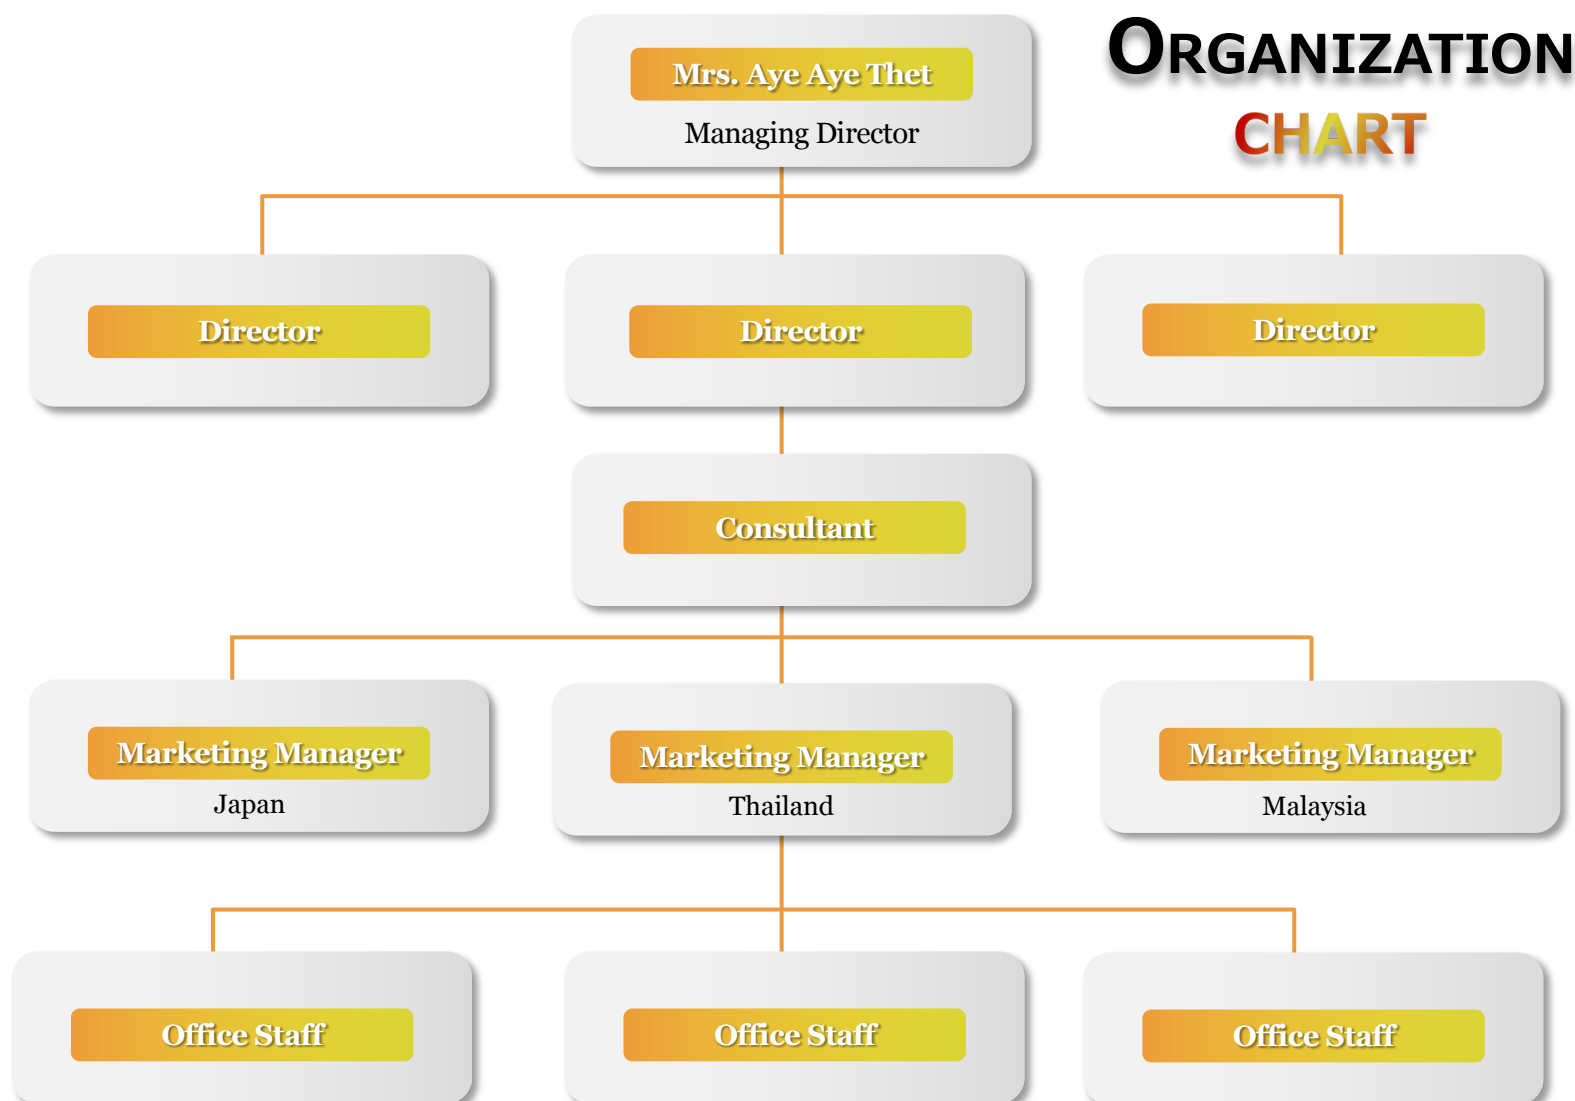 ORGANIZATION
CHART
Mrs. Aye Aye Thet
Managing Director
Director
Director
Director
Consultant
Marketing Manager
Japan
Marketing Manager
Thailand
Marketing Manager
Malaysia
Office Staff
Office Staff
Office Staff